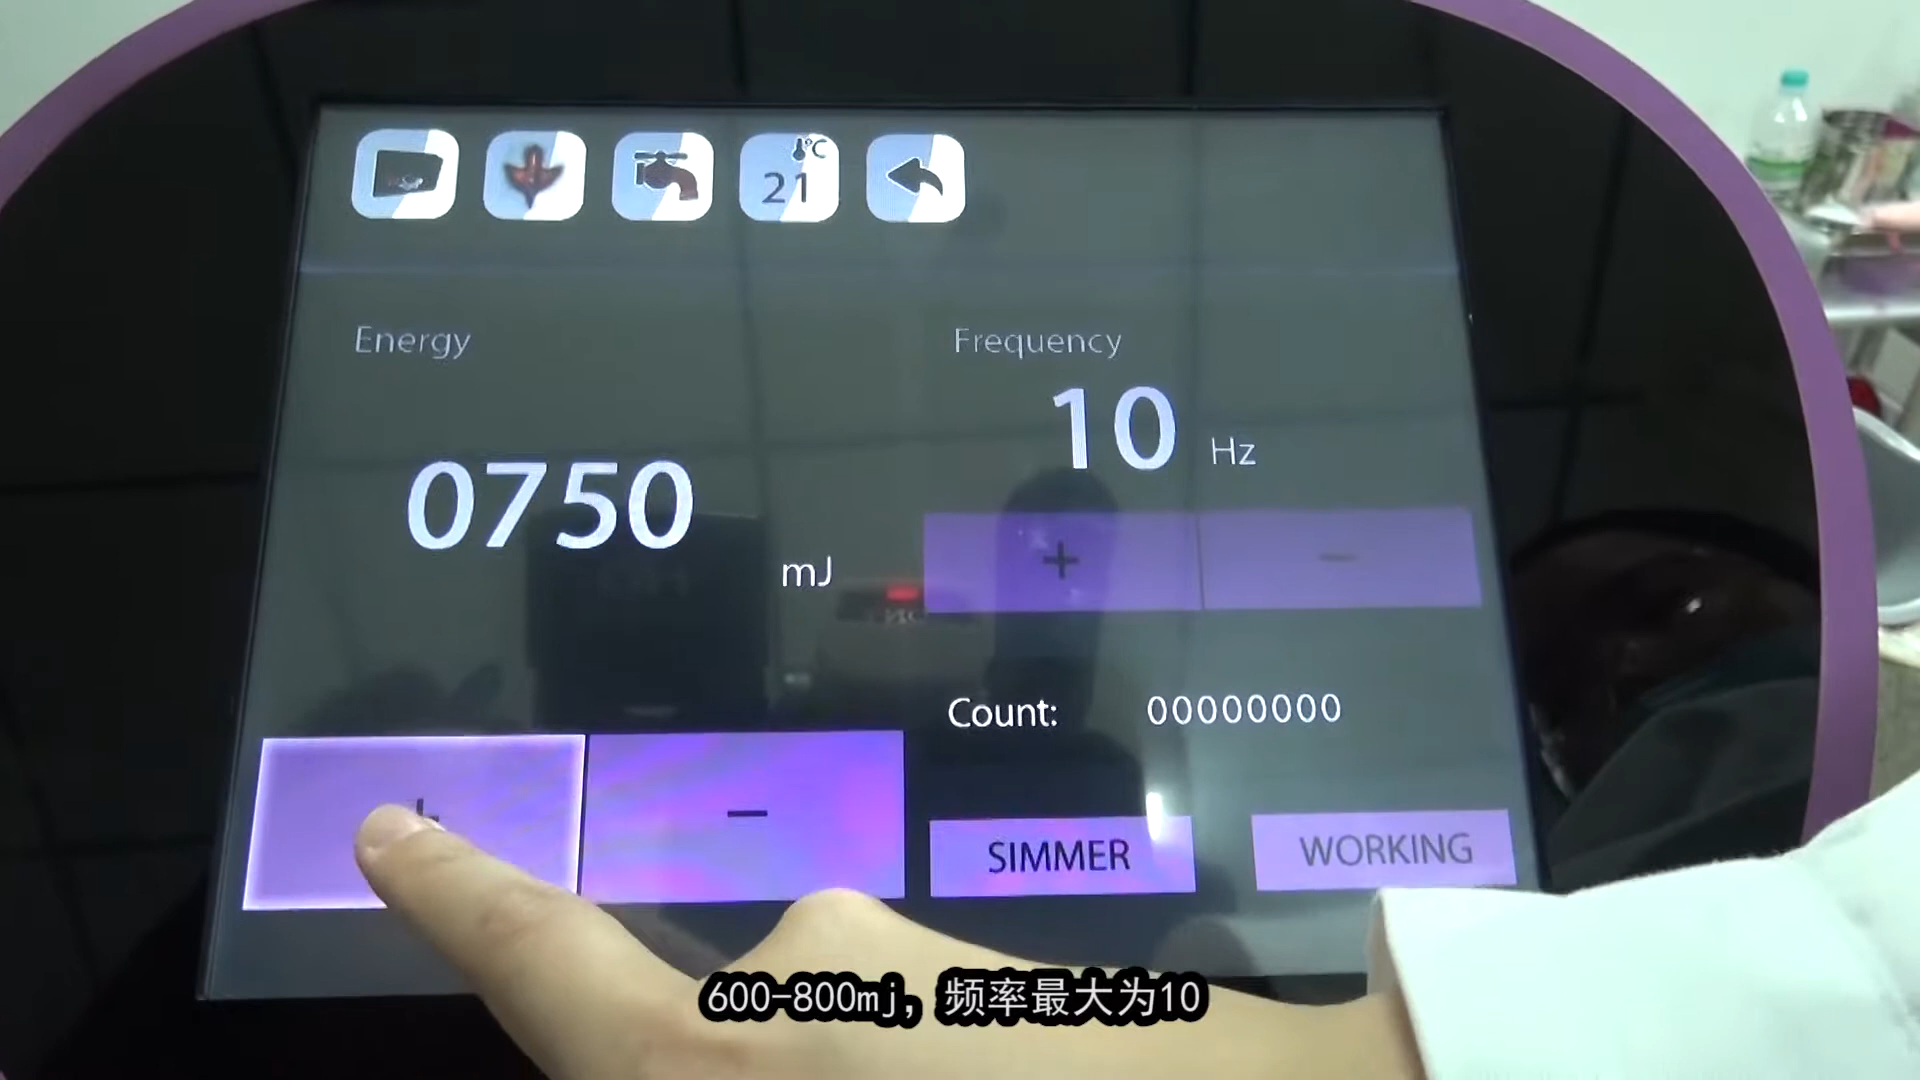 ℃
21
Energy
Frequency
10 Hz
0750
mJ
+ −
Count: 00000000
+ −
SIMMER WORKING
600-800mj，频率最大为10